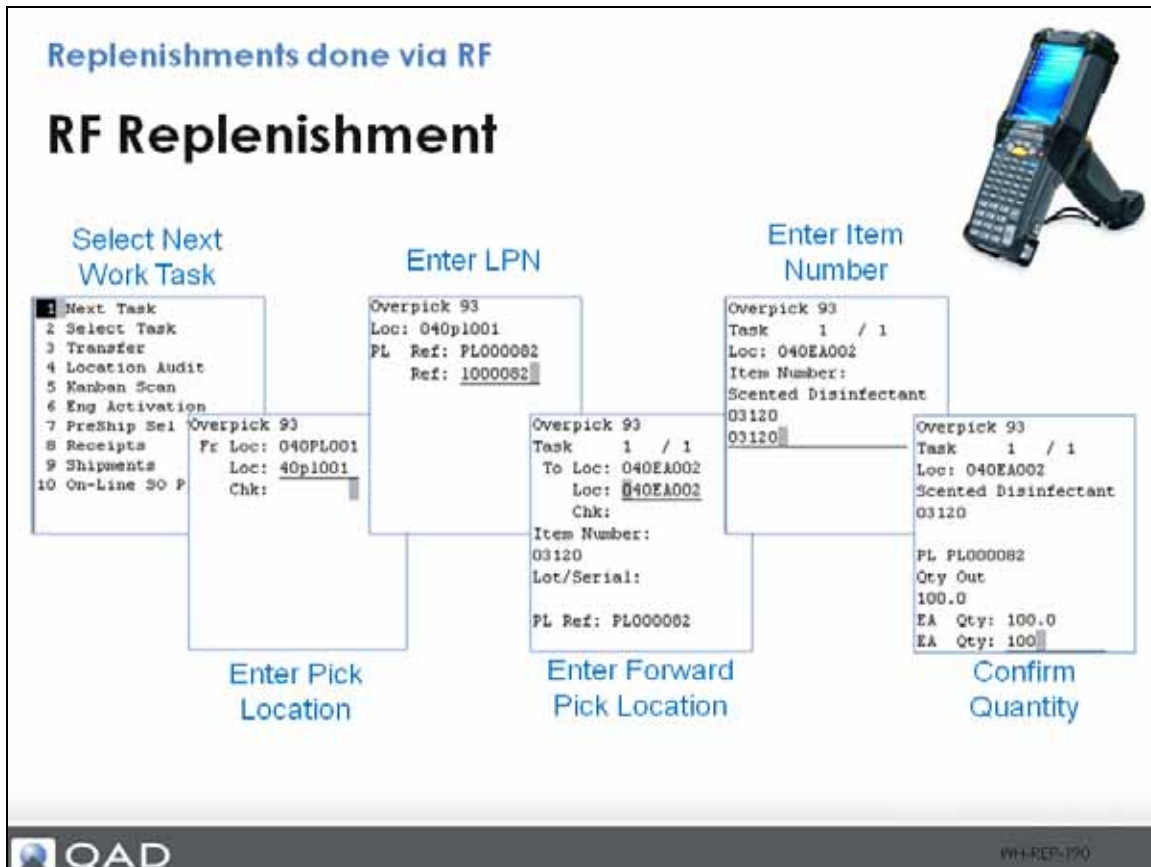 Replenishments done via RF
RF Replenishment
Select Next
Work Task
1 Next Task
2 Select Task
3 Transfer
4 Location Audit
5 Kanban Scan
6 Eng Activation
7 PreShip Sel
8 Receipts
9 Shipments
10 On-Line SO P
Overpick 93
Fr Loc: 040PL001
Loc: 40pl001
Chk:
Enter Pick
Location
Enter LPN
Overpick 93
Loc: 040pl001
PL Ref: PL000082
Ref: 1000082
Overpick 93
Task 1 / 1
To Loc: 040EA002
Loc: 040EA002
Chk:
Item Number:
03120
Lot/Serial:
PL Ref: PL000082
Enter Forward
Pick Location
Enter Item
Number
Overpick 93
Task 1 / 1
Loc: 040EA002
Item Number:
Scented Disinfectant
03120
03120
Overpick 93
Task 1 / 1
Loc: 040EA002
Scented Disinfectant
03120
PL PL000082
Qty Out
100.0
EA Qty: 100.0
EA Qty: 100
Confirm
Quantity
QAD
WH-REP-190